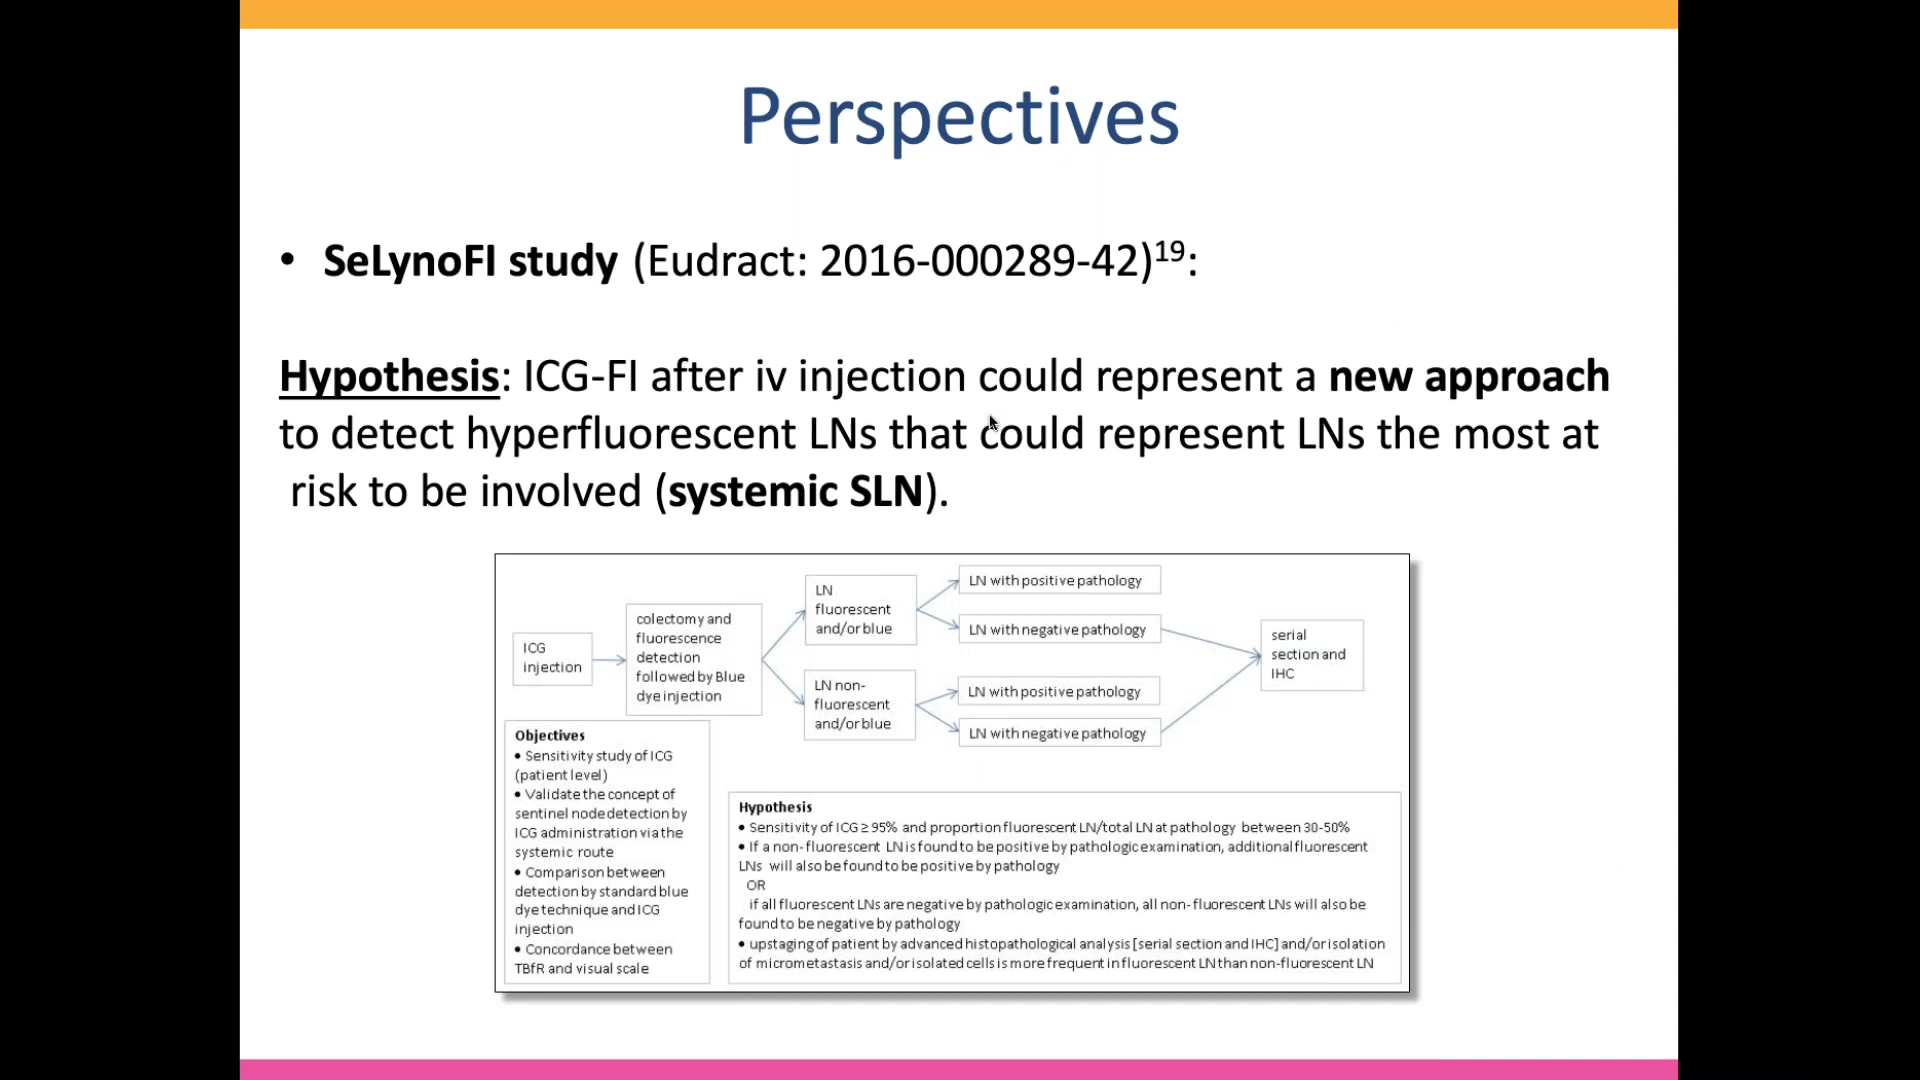 Perspectives
• SeLynoFI study (Eudract: 2016-000289-42)19:
Hypothesis: ICG-FI after iv injection could represent a new approach
to detect hyperfluorescent LNs that could represent LNs the most at
risk to be involved (systemic SLN).
ICG
injection
colectomy and
fluorescence
detection
followed by Blue
dye injection
LN
fluorescent
and/or blue
LN non-
fluorescent
and/or blue
LN with positive pathology
LN with negative pathology
LN with positive pathology
LN with negative pathology
serial
section and
IHC
Objectives
• Sensitivity study of ICG
(patient level)
• Validate the concept of
sentinel node detection by
ICG administration via the
systemic route
• Comparison between
detection by standard blue
dye technique and ICG
injection
• Concordance between
TBfR and visual scale
Hypothesis
• Sensitivity of ICG ≥ 95% and proportion fluorescent LN/total LN at pathology between 30-50%
• If a non-fluorescent LN is found to be positive by pathologic examination, additional fluorescent
LNs will also be found to be positive by pathology
OR
if all fluorescent LNs are negative by pathologic examination, all non-fluorescent LNs will also be
found to be negative by pathology
• upstaging of patient by advanced histopathological analysis [serial section and IHC] and/or isolation
of micrometastasis and/or isolated cells is more frequent in fluorescent LN than non-fluorescent LN